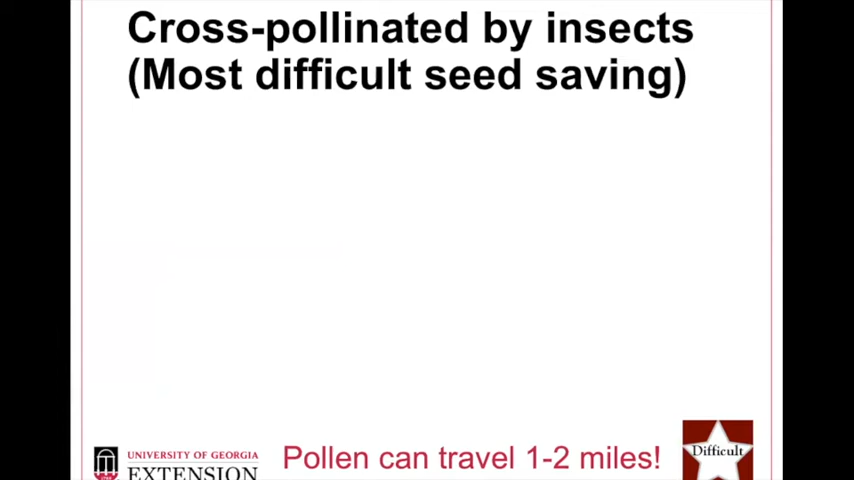 Cross-pollinated by insects
(Most difficult seed saving)
UNIVERSITY OF GEORGIA
EXTENSION
Pollen can travel 1-2 miles!
Difficult